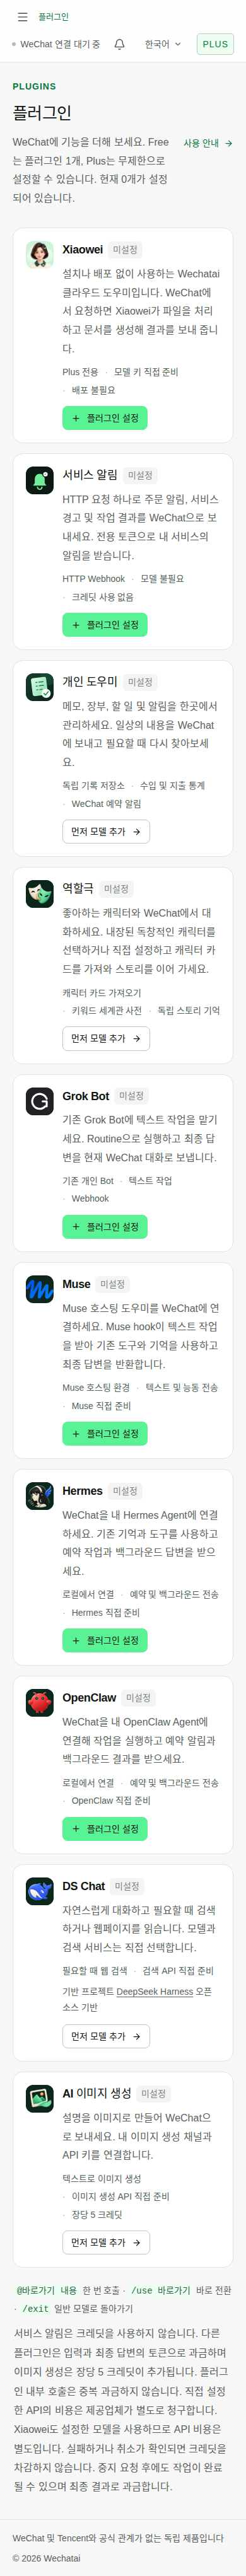 플러그인
WeChat 연결 대기 중
한국어
PLUS
PLUGINS
플러그인
WeChat에 기능을 더해 보세요. Free
는 플러그인 1개, Plus는 무제한으로
설정할 수 있습니다. 현재 0개가 설정
되어 있습니다.
사용 안내 →
Xiaowei 미설정
설치나 배포 없이 사용하는 Wechatai
클라우드 도우미입니다. WeChat에
서 요청하면 Xiaowei가 파일을 처리
하고 문서를 생성해 결과를 보내 줍니
다.
Plus 전용 · 모델 키 직접 준비
· 배포 불필요
+ 플러그인 설정
서비스 알림 미설정
HTTP 요청 하나로 주문 알림, 서비스
경고 및 작업 결과를 WeChat으로 보
내세요. 전용 토큰으로 내 서비스의
알림을 받습니다.
HTTP Webhook · 모델 불필요
· 크레딧 사용 없음
+ 플러그인 설정
개인 도우미 미설정
메모, 장부, 할 일 및 알림을 한곳에서
관리하세요. 일상의 내용을 WeChat
에 보내고 필요할 때 다시 찾아보세
요.
독립 기록 저장소 · 수입 및 지출 통계
· WeChat 예약 알림
먼저 모델 추가 →
역할극 미설정
좋아하는 캐릭터와 WeChat에서 대
화하세요. 내장된 독창적인 캐릭터를
선택하거나 직접 설정하고 캐릭터 카
드를 가져와 스토리를 이어 가세요.
캐릭터 카드 가져오기
· 키워드 세계관 사전 · 독립 스토리 기억
먼저 모델 추가 →
Grok Bot 미설정
기존 Grok Bot에 텍스트 작업을 맡기
세요. Routine으로 실행하고 최종 답
변을 현재 WeChat 대화로 보냅니다.
기존 개인 Bot · 텍스트 작업
· Webhook
+ 플러그인 설정
Muse 미설정
Muse 호스팅 도우미를 WeChat에 연
결하세요. Muse hook이 텍스트 작업
을 받아 기존 도구와 기억을 사용하고
최종 답변을 반환합니다.
Muse 호스팅 환경 · 텍스트 및 능동 전송
· Muse 직접 준비
+ 플러그인 설정
Hermes 미설정
WeChat을 내 Hermes Agent에 연결
하세요. 기존 기억과 도구를 사용하고
예약 작업과 백그라운드 답변을 받으
세요.
로컬에서 연결 · 예약 및 백그라운드 전송
· Hermes 직접 준비
+ 플러그인 설정
OpenClaw 미설정
WeChat을 내 OpenClaw Agent에
연결해 작업을 실행하고 예약 알림과
백그라운드 결과를 받으세요.
로컬에서 연결 · 예약 및 백그라운드 전송
· OpenClaw 직접 준비
+ 플러그인 설정
DS Chat 미설정
자연스럽게 대화하고 필요할 때 검색
하거나 웹페이지를 읽습니다. 모델과
검색 서비스는 직접 선택합니다.
필요할 때 웹 검색 · 검색 API 직접 준비
기반 프로젝트 DeepSeek Harness 오픈
소스 기반
먼저 모델 추가 →
AI 이미지 생성 미설정
설명을 이미지로 만들어 WeChat으
로 보내세요. 내 이미지 생성 채널과
API 키를 연결합니다.
텍스트로 이미지 생성
· 이미지 생성 API 직접 준비
· 장당 5 크레딧
먼저 모델 추가 →
@바로가기 내용 한 번 호출 · /use 바로가기 바로 전환
· /exit 일반 모델로 돌아가기
서비스 알림은 크레딧을 사용하지 않습니다. 다른
플러그인은 입력과 최종 답변의 토큰으로 과금하며
이미지 생성은 장당 5 크레딧이 추가됩니다. 플러그
인 내부 호출은 중복 과금하지 않습니다. 직접 설정
한 API의 비용은 제공업체가 별도로 청구합니다.
Xiaowei도 설정한 모델을 사용하므로 API 비용은
별도입니다. 실패하거나 취소가 확인되면 크레딧을
차감하지 않습니다. 중지 요청 후에도 작업이 완료
될 수 있으며 최종 결과로 과금합니다.
WeChat 및 Tencent와 공식 관계가 없는 독립 제품입니다
© 2026 Wechatai